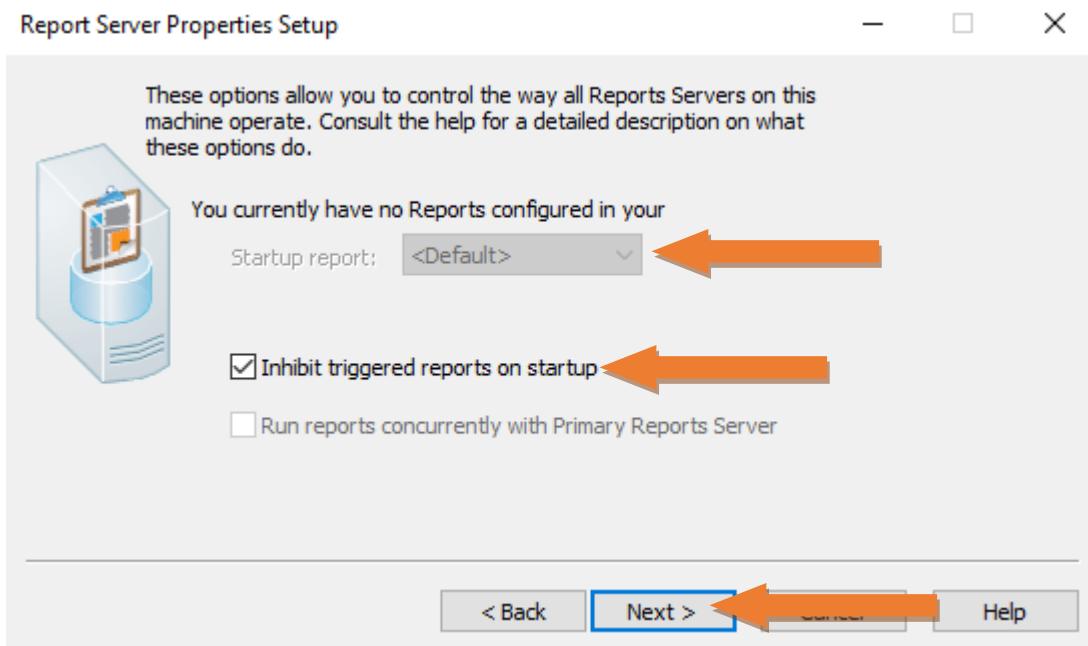 Report Server Properties Setup
These options allow you to control the way all Reports Servers on this
machine operate. Consult the help for a detailed description on what
these options do.
You currently have no Reports configured in your
Startup report: <Default>
Inhibit triggered reports on startup
Run reports concurrently with Primary Reports Server
< Back Next > Help